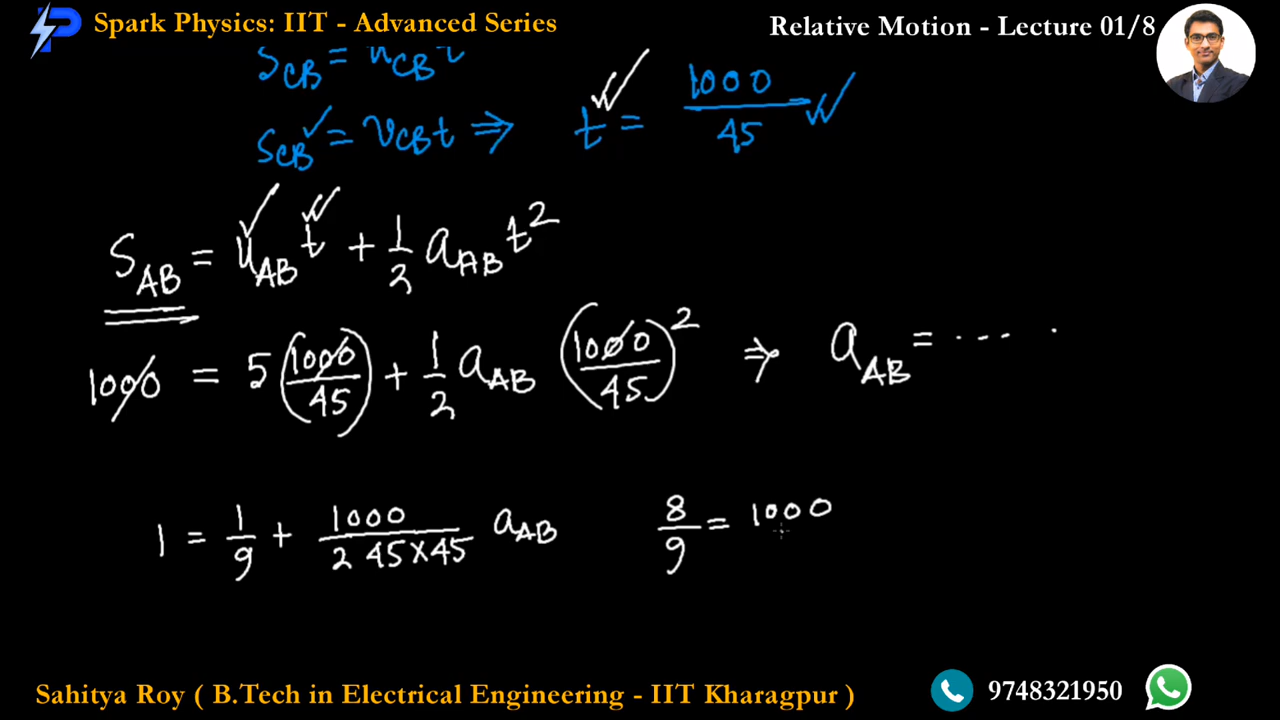 Spark Physics: IIT - Advanced Series
Relative Motion - Lecture 01/8
S_CB = u_CB t
S_CB = v_CB t ⇒ t = 1000/45
S_AB = u_AB t + 1/2 a_AB t^2
1000 = 5 (1000/45) + 1/2 a_AB (1000/45)^2 ⇒ a_AB = ---- .
1 = 1/9 + 1000/2 45×45 a_AB 8/9 = 1000
Sahitya Roy ( B.Tech in Electrical Engineering - IIT Kharagpur )
9748321950